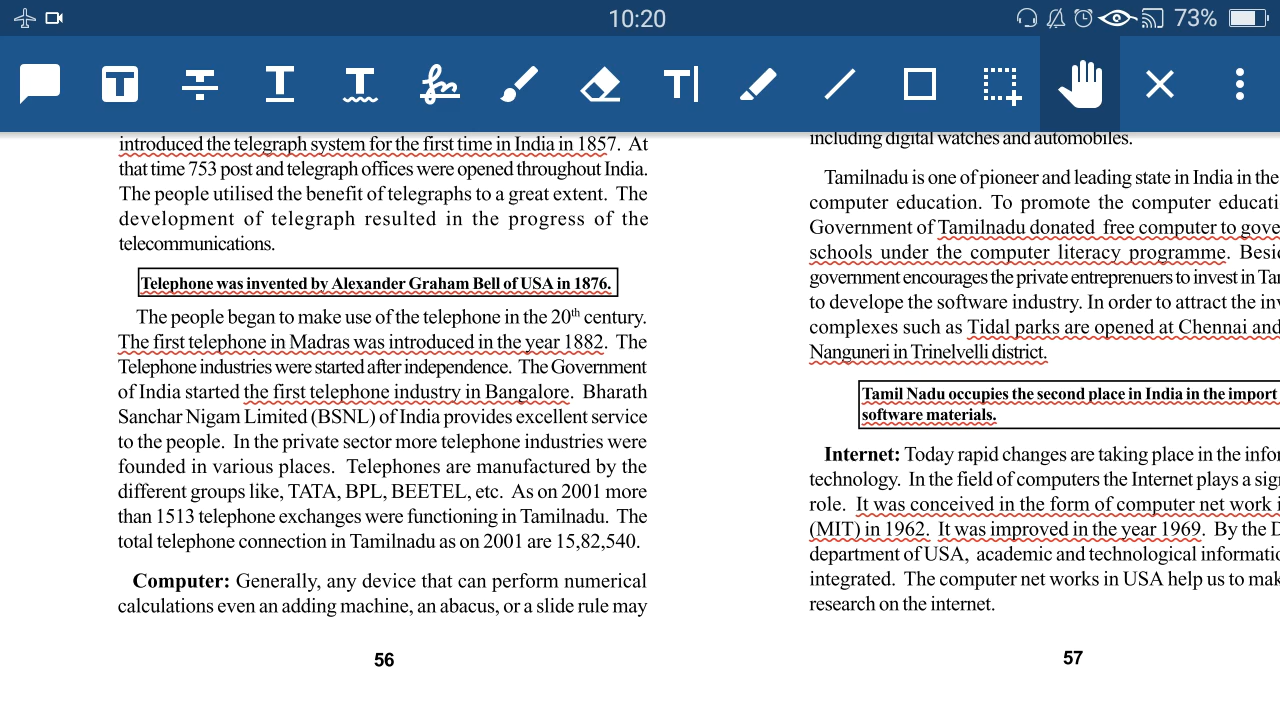 10:20
73%
introduced the telegraph system for the first time in India in 1857. At
that time 753 post and telegraph offices were opened throughout India.
The people utilised the benefit of telegraphs to a great extent. The
development of telegraph resulted in the progress of the
telecommunications.
Telephone was invented by Alexander Graham Bell of USA in 1876.
The people began to make use of the telephone in the 20th century.
The first telephone in Madras was introduced in the year 1882. The
Telephone industries were started after independence. The Government
of India started the first telephone industry in Bangalore. Bharath
Sanchar Nigam Limited (BSNL) of India provides excellent service
to the people. In the private sector more telephone industries were
founded in various places. Telephones are manufactured by the
different groups like, TATA, BPL, BEETEL, etc. As on 2001 more
than 1513 telephone exchanges were functioning in Tamilnadu. The
total telephone connection in Tamilnadu as on 2001 are 15,82,540.
Computer: Generally, any device that can perform numerical
calculations even an adding machine, an abacus, or a slide rule may
56
including digital watches and automobiles.
Tamilnadu is one of pioneer and leading state in India in the
computer education. To promote the computer educati
Government of Tamilnadu donated free computer to gove
schools under the computer literacy programme. Besi
government encourages the private entreprenuers to invest in Ta
to develope the software industry. In order to attract the inv
complexes such as Tidal parks are opened at Chennai and
Nanguneri in Trinelvelli district.
Tamil Nadu occupies the second place in India in the import
software materials.
Internet: Today rapid changes are taking place in the infor
technology. In the field of computers the Internet plays a sig
role. It was conceived in the form of computer net work i
(MIT) in 1962. It was improved in the year 1969. By the D
department of USA, academic and technological informatio
integrated. The computer net works in USA help us to mak
research on the internet.
57